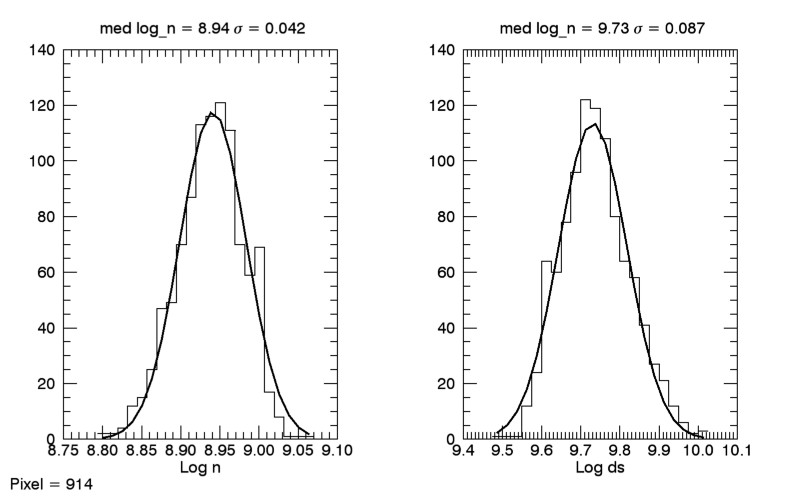 med log_n = 8.94 σ = 0.042
140
120
100
80
60
40
20
0
8.75 8.80 8.85 8.90 8.95 9.00 9.05 9.10
Log n
med log_n = 9.73 σ = 0.087
140
120
100
80
60
40
20
0
9.4 9.5 9.6 9.7 9.8 9.9 10.0 10.1
Log ds
Pixel = 914